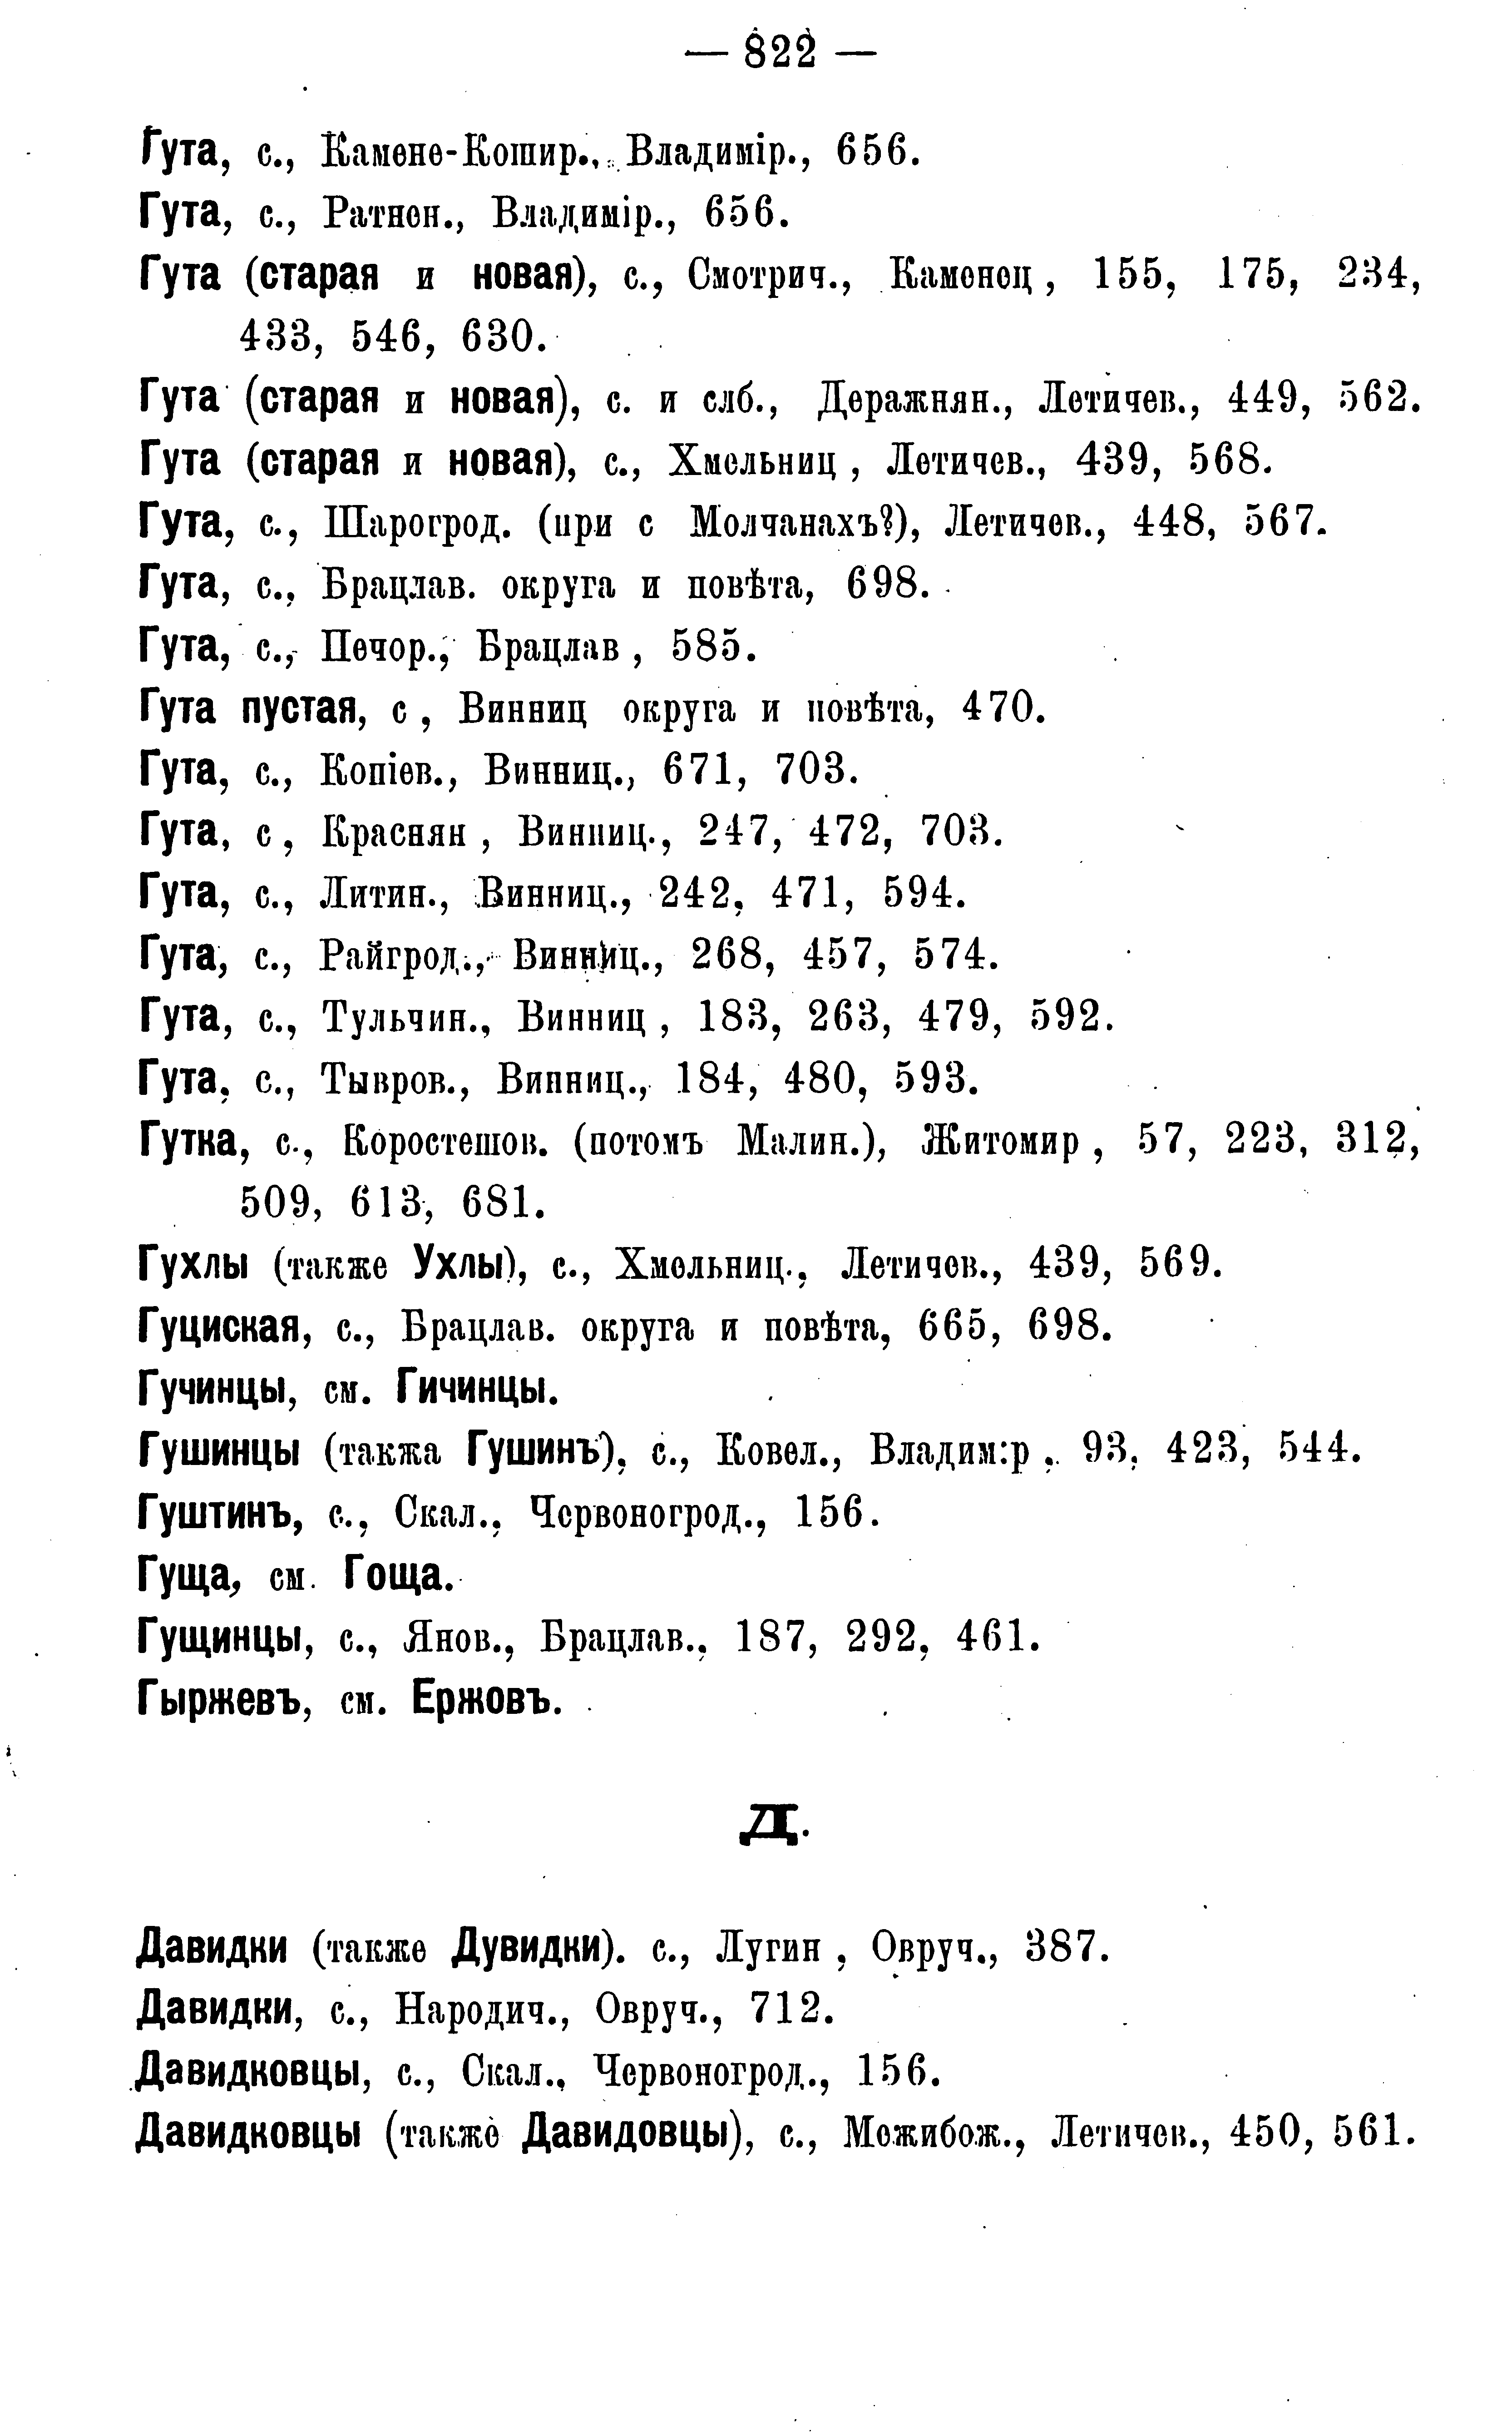 — 822 —
Гута, с., Камене-Кошир., Владимір., 656.
Гута, с., Ратнен., Владимір., 656.
Гута (старая и новая), с., Смотрич., Каменец , 155, 175, 234,
433, 546, 630.
Гута (старая и новая), с. и слб., Деражнян., Летичев., 449, 562.
Гута (старая и новая), с., Хмельниц , Летичев., 439, 568.
Гута, с., Шарогрод. (при с Молчанахъ?), Летичев., 448, 567.
Гута, с., Брацлав. округа и повѣта, 698.
Гута, с., Печор., Брацлав , 585.
Гута пустая, с , Винниц округа и повѣта, 470.
Гута, с., Копіев., Винниц., 671, 703.
Гута, с , Краснян , Винниц., 247, 472, 703.
Гута, с., Литин., Винниц., 242, 471, 594.
Гута, с., Райгрод., Винниц., 268, 457, 574.
Гута, с., Тульчин., Винниц , 183, 263, 479, 592.
Гута, с., Тывров., Винниц., 184, 480, 593.
Гутка, с., Коростешов. (потомъ Малин.), Житомир , 57, 223, 312,
509, 613, 681.
Гухлы (также Ухлы), с., Хмельниц., Летичев., 439, 569.
Гуциская, с., Брацлав. округа и повѣта, 665, 698.
Гучинцы, см. Гичинцы.
Гушинцы (такжа Гушинъ), с., Ковел., Владим:р ., 93, 423, 544.
Гуштинъ, с., Скал., Червоногрод., 156.
Гуща, см. Гоща.
Гущинцы, с., Янов., Брацлав., 187, 292, 461.
Гыржевъ, см. Ержовъ.
Д.
Давидки (также Дувидки). с., Лугин , Овруч., 387.
Давидки, с., Народич., Овруч., 712.
Давидковцы, с., Скал., Червоногрод., 156.
Давидковцы (также Давидовцы), с., Межибож., Летичев., 450, 561.